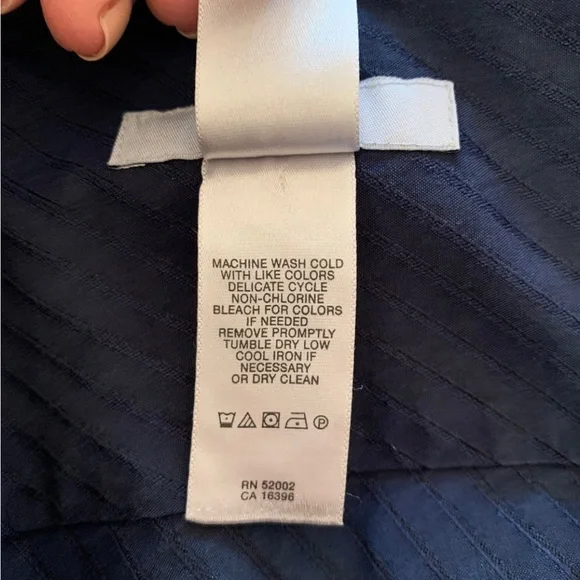 MACHINE WASH COLD
WITH LIKE COLORS
DELICATE CYCLE
NON-CHLORINE
BLEACH FOR COLORS
IF NEEDED
REMOVE PROMPTLY
TUMBLE DRY LOW
COOL IRON IF
NECESSARY
OR DRY CLEAN
P
RN 52002
CA 16396